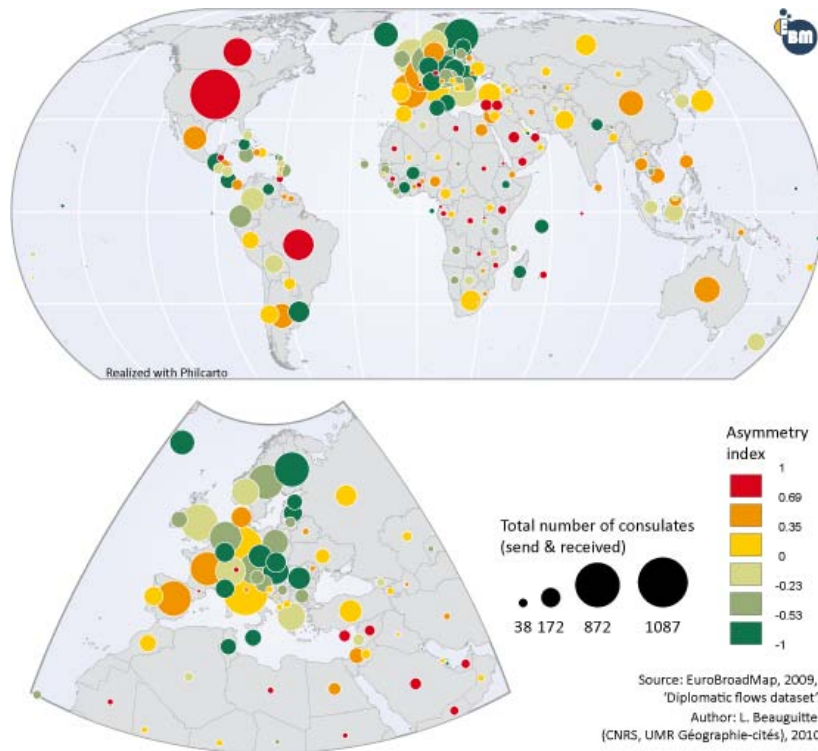 EBM
Realized with Philcarto
Asymmetry
index
1
0.69
0.35
0
-0.23
-0.53
-1
Total number of consulates
(send & received)
38 172 872 1087
Source: EuroBroadMap, 2009,
'Diplomatic flows dataset'
Author: L. Beauguitte
(CNRS, UMR Géographie-cités), 2010